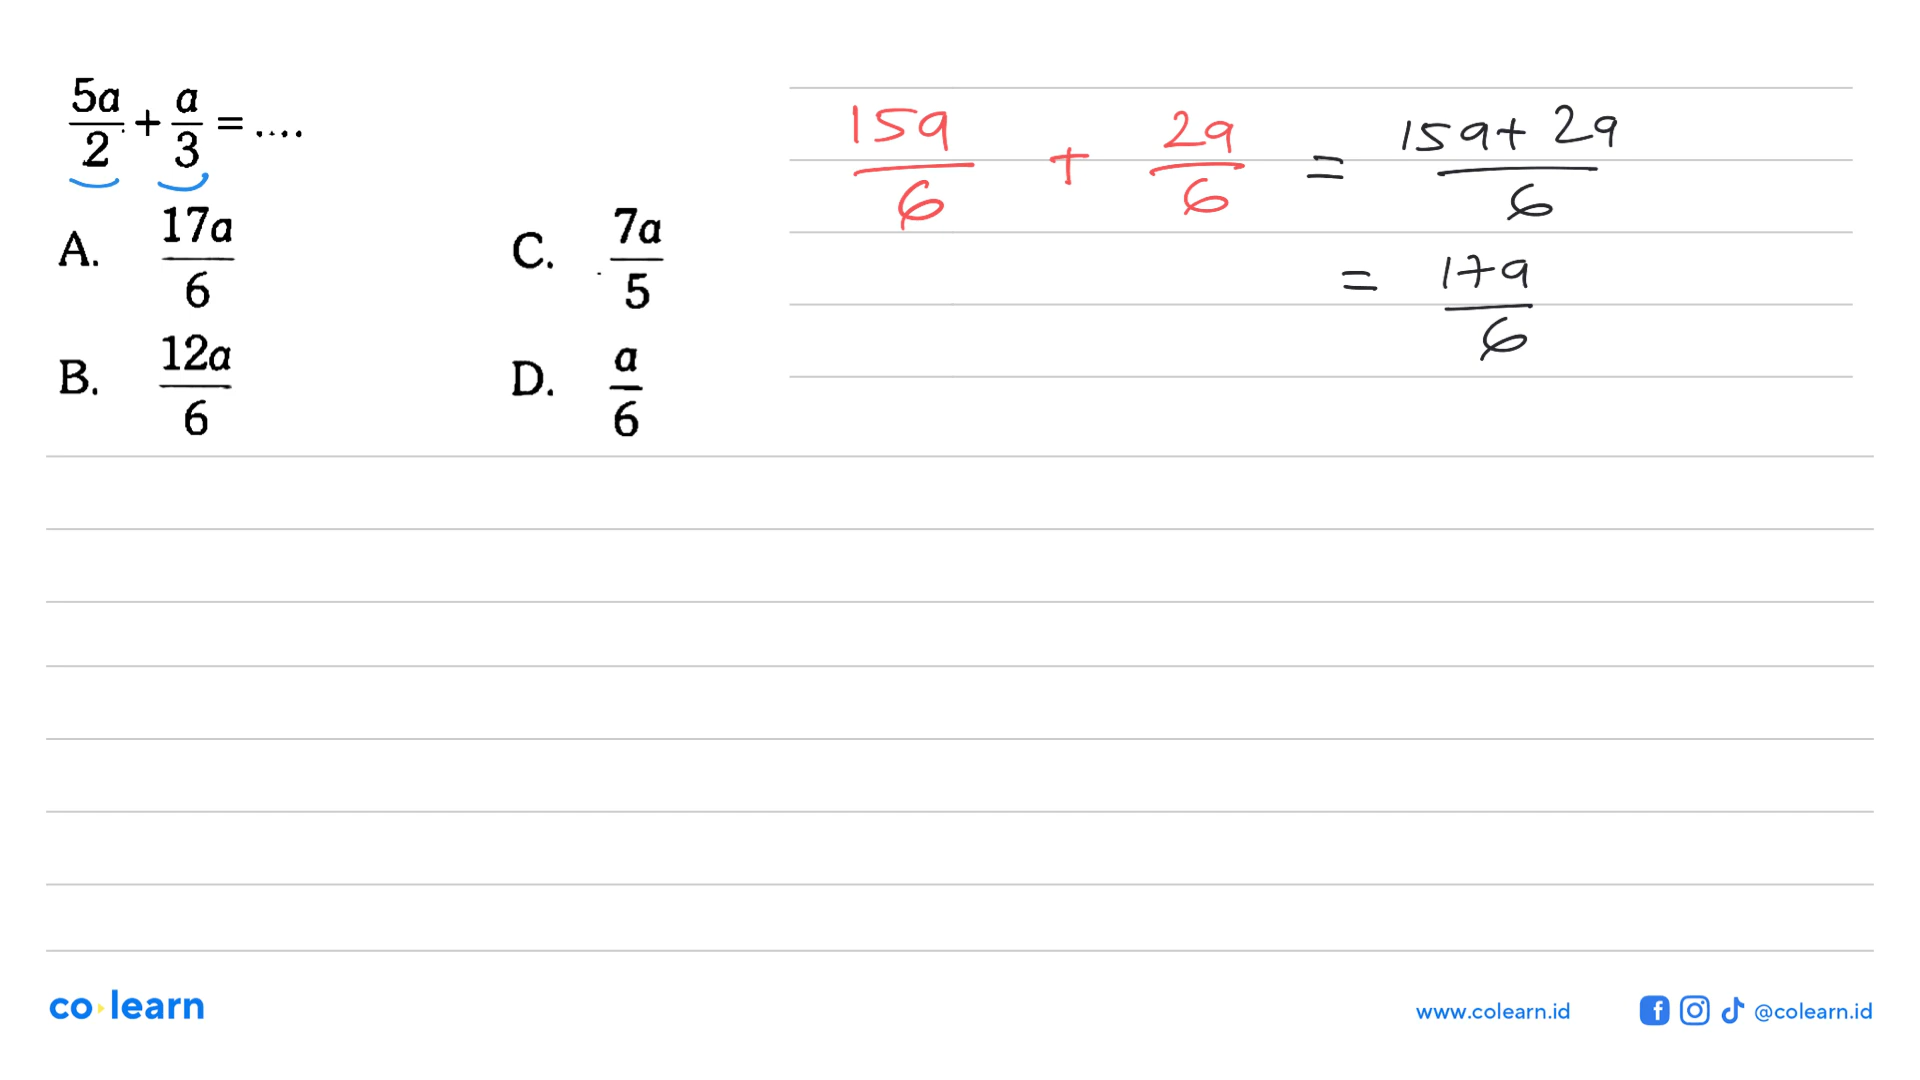 5a/2 + a/3 = ....
A. 17a/6
C. 7a/5
B. 12a/6
D. a/6
15a/6 + 2a/6 = (15a + 2a)/6
= 17a/6
co learn
www.colearn.id
@colearn.id